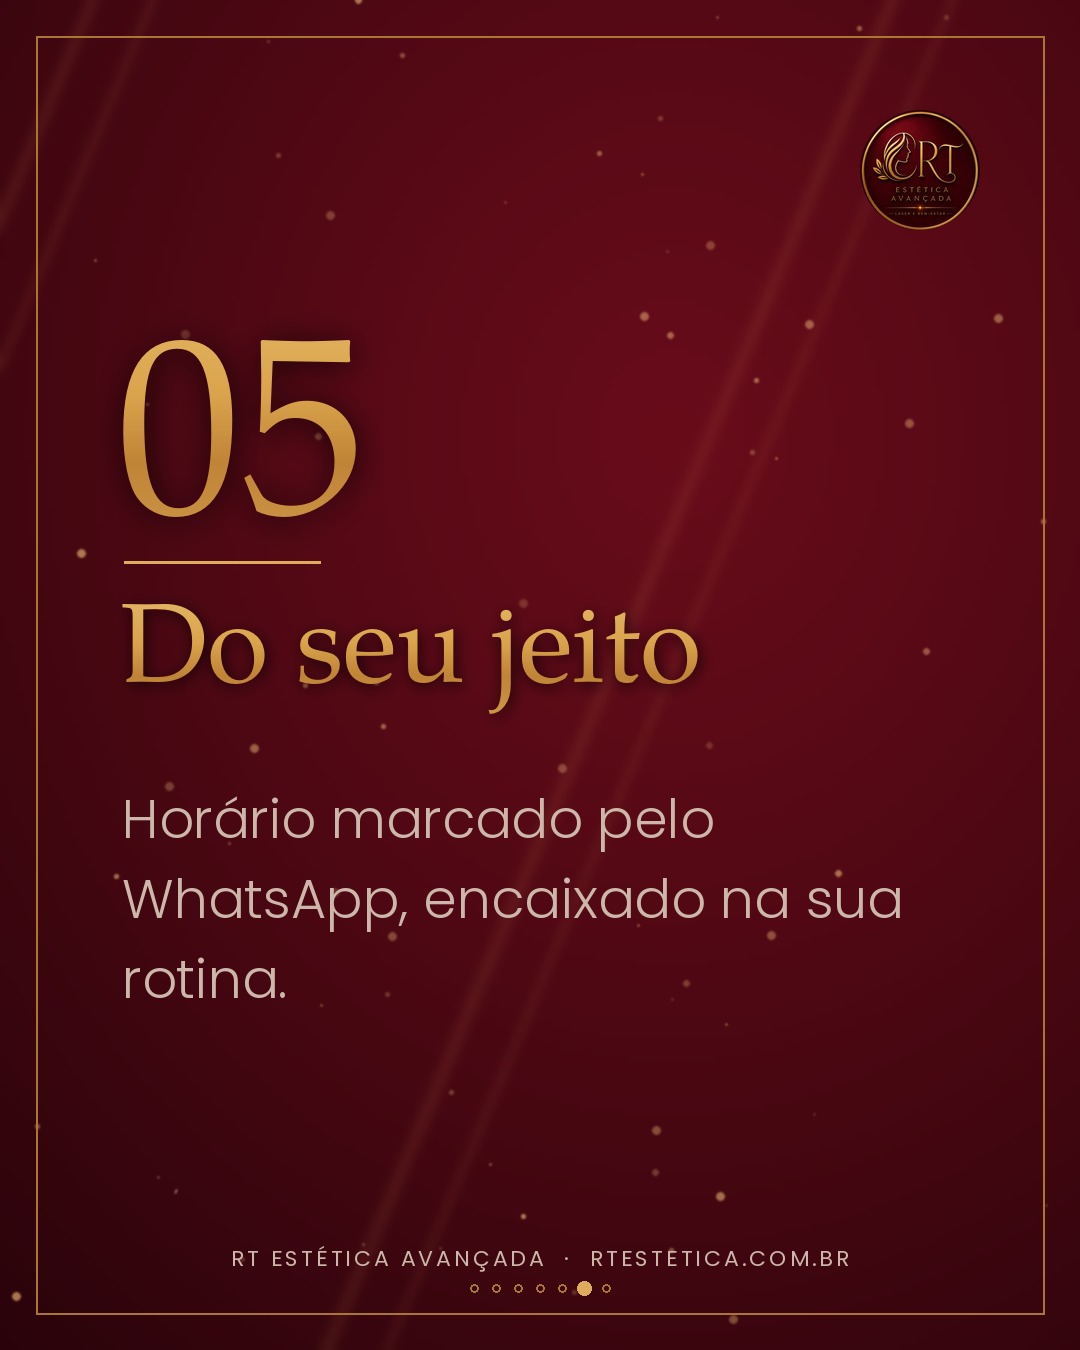 RT
ESTÉTICA
AVANÇADA
05
Do seu jeito
Horário marcado pelo
WhatsApp, encaixado na sua
rotina.
RT ESTÉTICA AVANÇADA · RTESTETICA.COM.BR